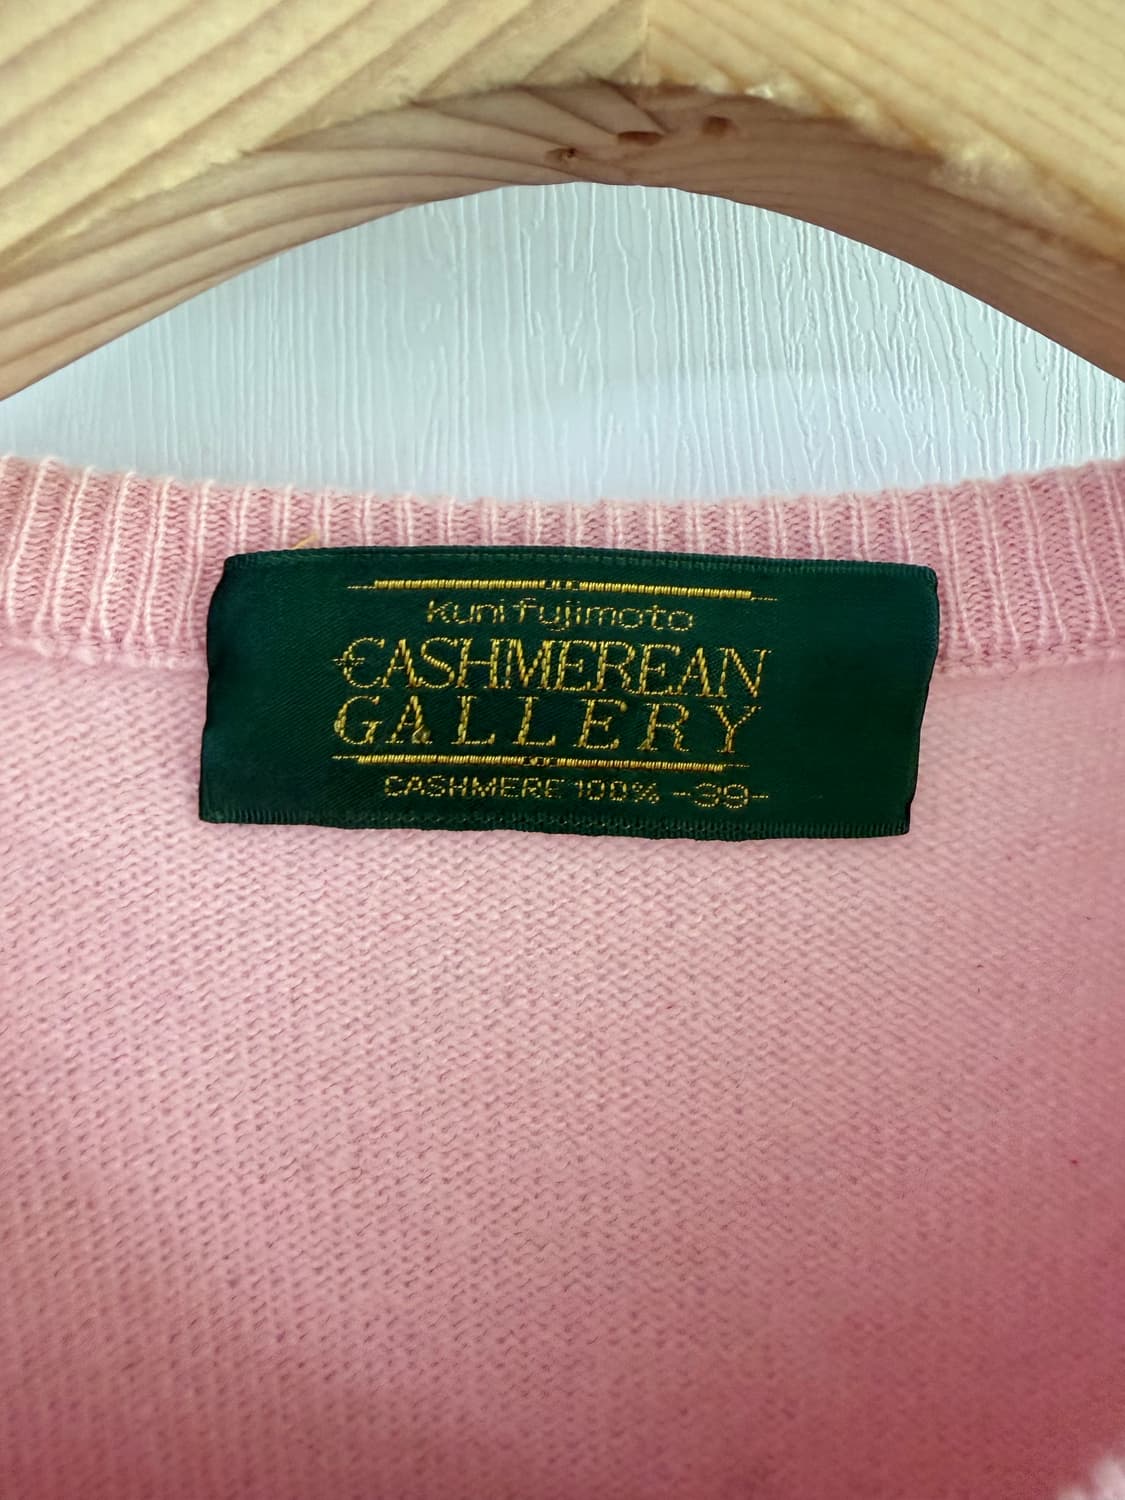 Kuni fujimoto
CASHMEREAN
GALLERY
CASHMERE 100% -39-